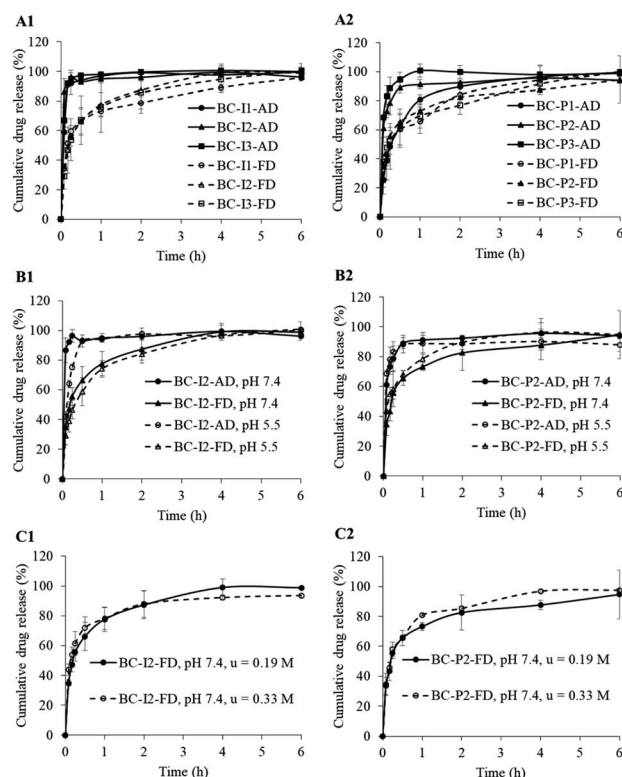 A1
Cumulative drug release (%)
120
100
80
60
40
20
0
BC-I1-AD
BC-I2-AD
BC-I3-AD
BC-I1-FD
BC-I2-FD
BC-I3-FD
0 1 2 3 4 5 6
Time (h)
A2
Cumulative drug release (%)
120
100
80
60
40
20
0
BC-P1-AD
BC-P2-AD
BC-P3-AD
BC-P1-FD
BC-P2-FD
BC-P3-FD
0 1 2 3 4 5 6
Time (h)
B1
Cumulative drug release (%)
120
100
80
60
40
20
0
BC-I2-AD, pH 7.4
BC-I2-FD, pH 7.4
BC-I2-AD, pH 5.5
BC-I2-FD, pH 5.5
0 1 2 3 4 5 6
Time (h)
B2
Cumulative drug release (%)
120
100
80
60
40
20
0
BC-P2-AD, pH 7.4
BC-P2-FD, pH 7.4
BC-P2-AD, pH 5.5
BC-P2-FD, pH 5.5
0 1 2 3 4 5 6
Time (h)
C1
Cumulative drug release (%)
120
100
80
60
40
20
0
BC-I2-FD, pH 7.4, u = 0.19 M
BC-I2-FD, pH 7.4, u = 0.33 M
0 1 2 3 4 5 6
Time (h)
C2
Cumulative drug release (%)
120
100
80
60
40
20
0
BC-P2-FD, pH 7.4, u = 0.19 M
BC-P2-FD, pH 7.4, u = 0.33 M
0 1 2 3 4 5 6
Time (h)